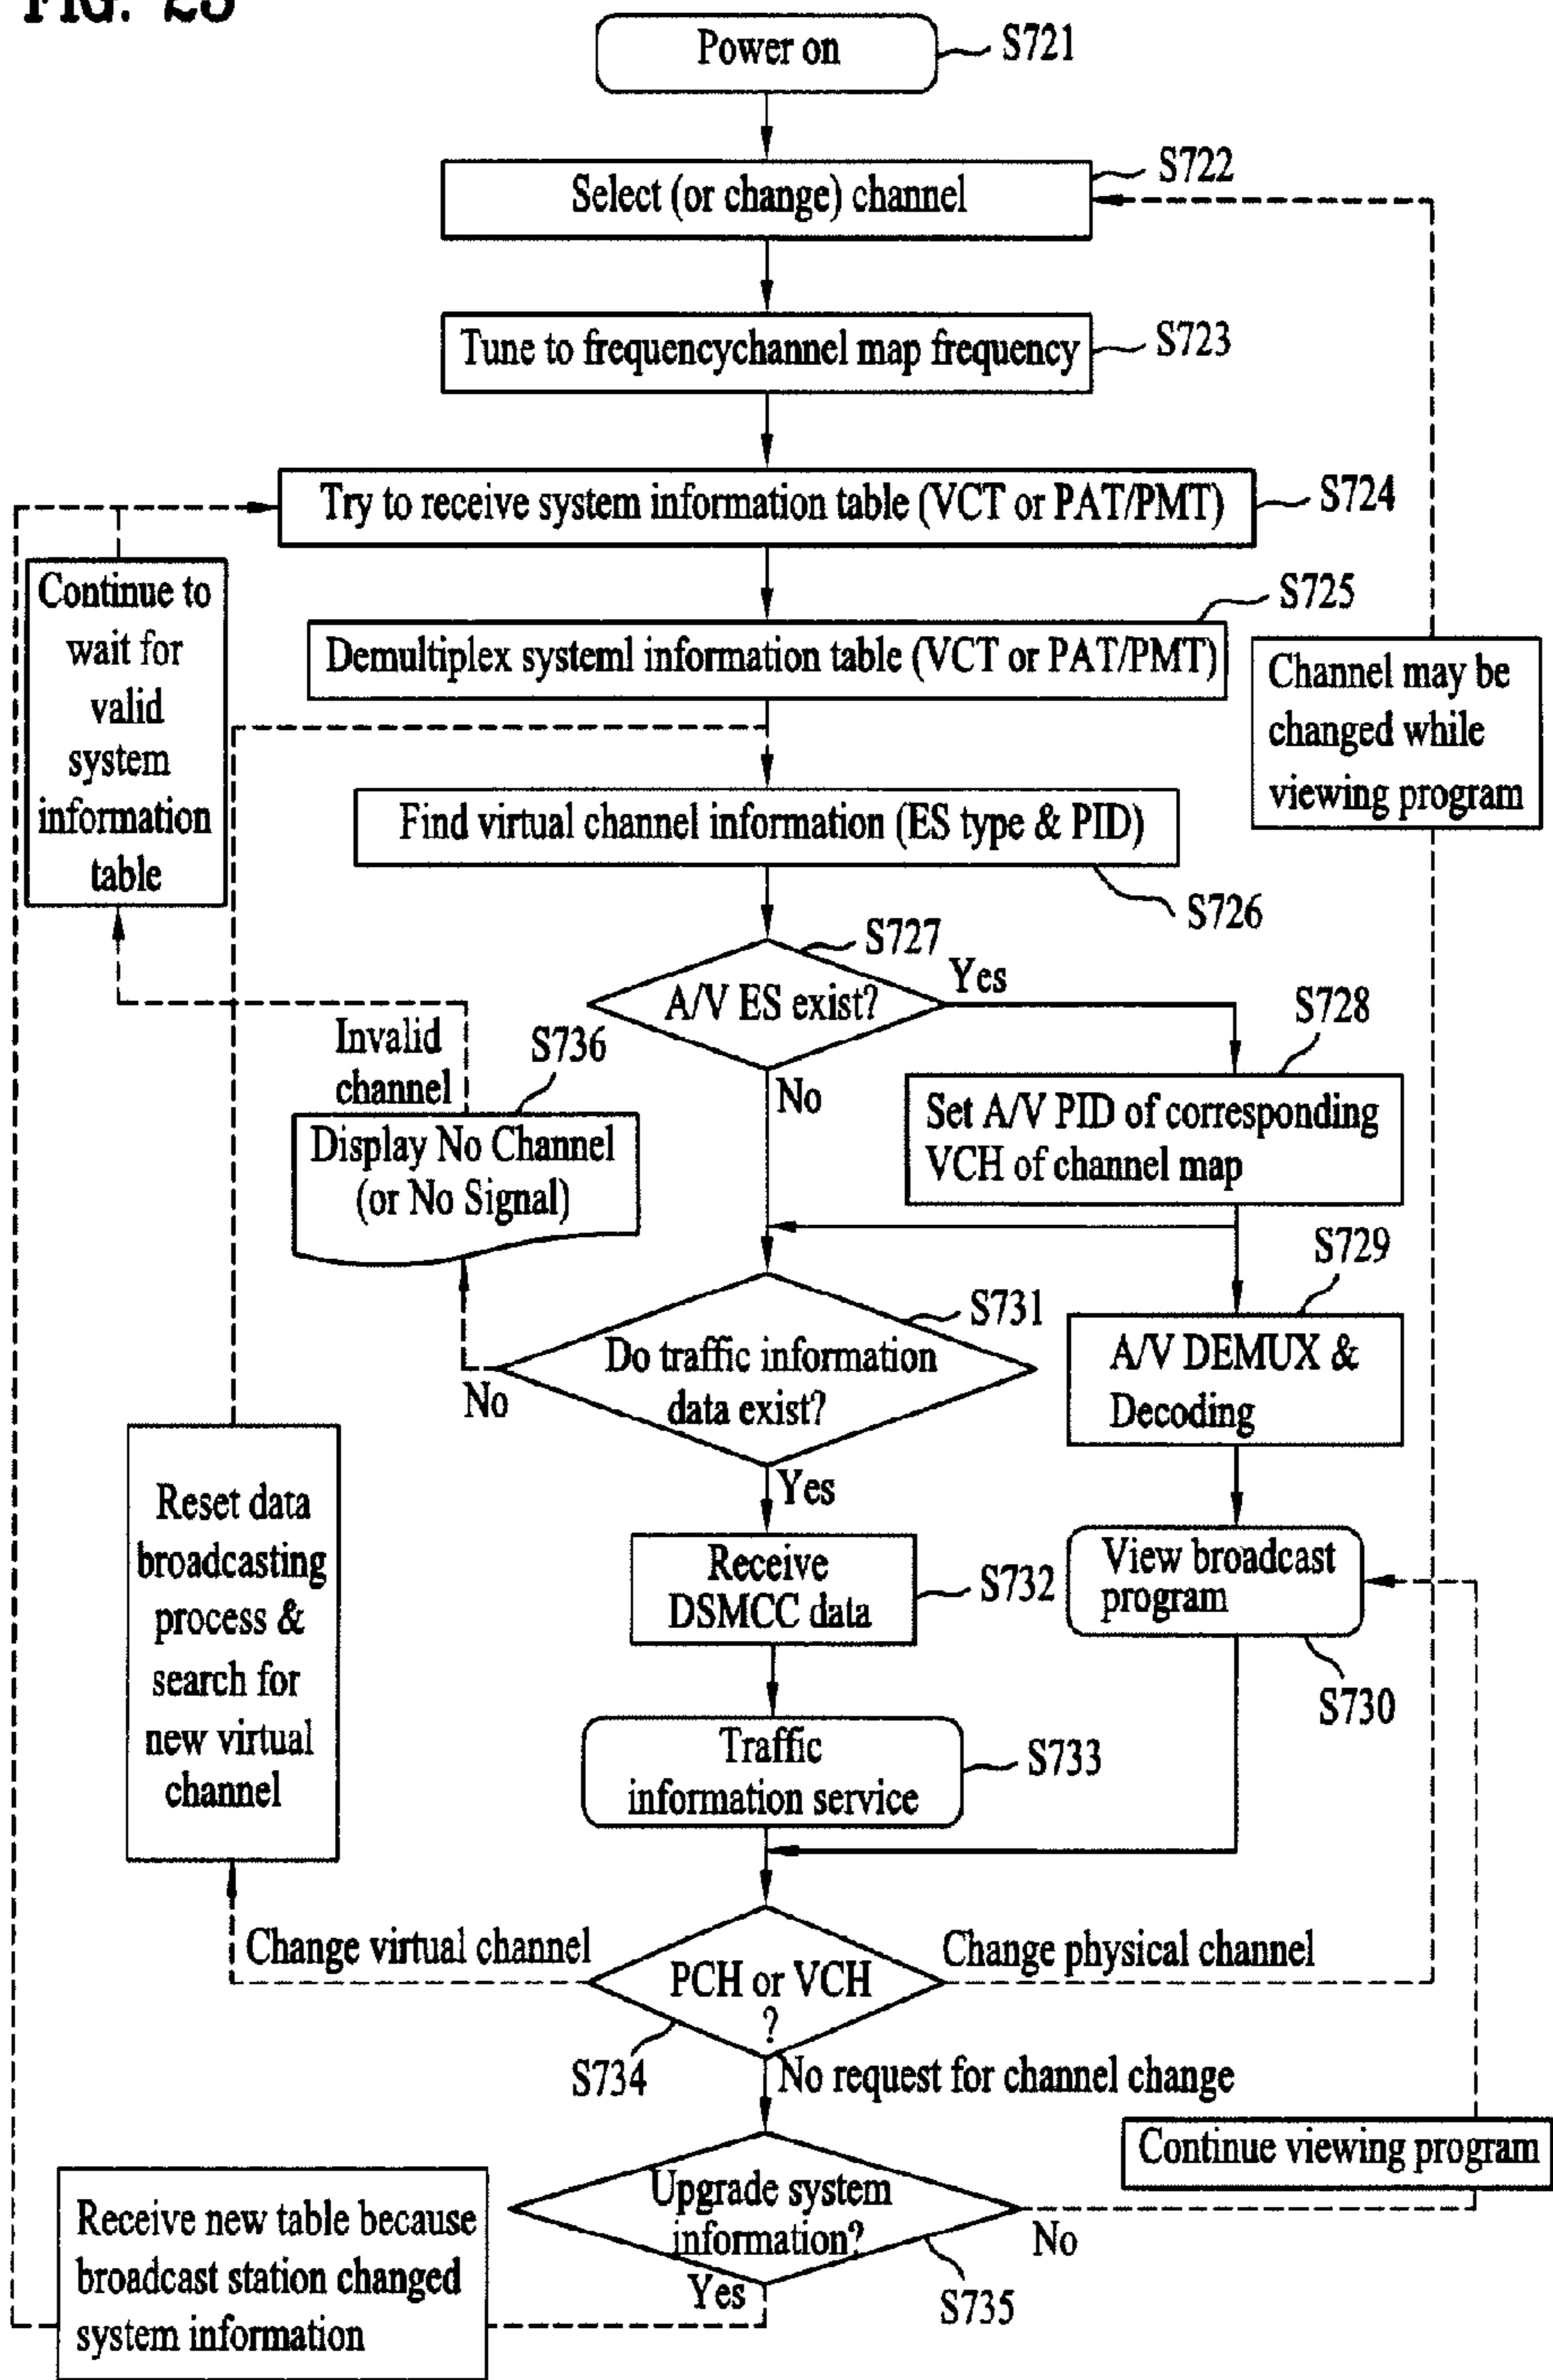 FIG. 23
Power on
S721
S722
Select (or change) channel
Tune to frequencychannel map frequency
S723
Try to receive system information table (VCT or PAT/PMT)
S724
Continue to
wait for
valid
system
information
table
S725
Demultiplex systeml information table (VCT or PAT/PMT)
Channel may be
changed while
viewing program
Find virtual channel information (ES type & PID)
S726
S727
A/V ES exist?
Yes
No
S728
Set A/V PID of corresponding
VCH of channel map
Invalid
channel
S736
Display No Channel
(or No Signal)
S729
A/V DEMUX &
Decoding
S731
Do traffic information
data exist?
No
Yes
Reset data
broadcasting
process &
search for
new virtual
channel
Receive
DSMCC data
S732
View broadcast
program
S730
Traffic
information service
S733
Change virtual channel
PCH or VCH
?
Change physical channel
S734
No request for channel change
Continue viewing program
Upgrade system
information?
No
Yes
S735
Receive new table because
broadcast station changed
system information